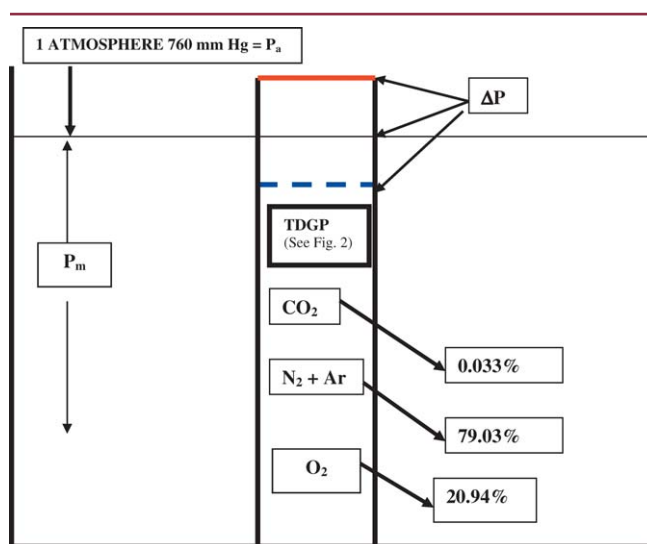 1 ATMOSPHERE 760 mm Hg = Pₐ
ΔP
TDGP
(See Fig. 2)
Pₘ
CO₂
0.033%
N₂ + Ar
79.03%
O₂
20.94%